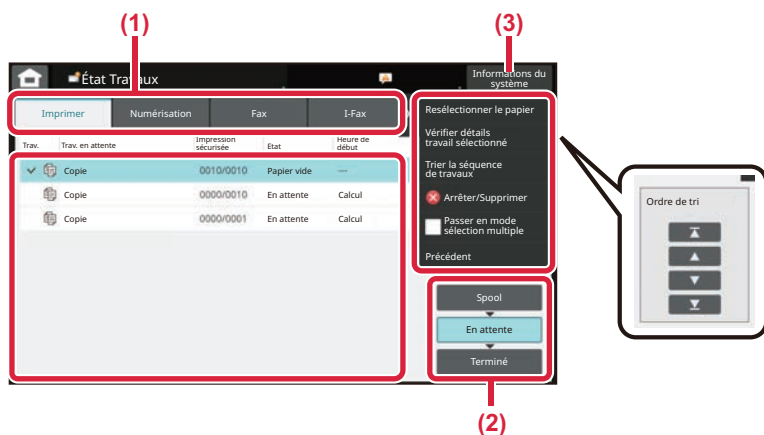 (1)
(3)
État Travaux
Informations du
système
Imprimer
Numérisation
Fax
I-Fax
Trav.
Trav. en attente
Impression
sécurisée
Etat
Heure de
début
Copie
0010/0010
Papier vide
---
Copie
0000/0010
En attente
Calcul
Copie
0000/0001
En attente
Calcul
Resélectionner le papier
Vérifier détails
travail sélectionné
Trier la séquence
de travaux
Arrêter/Supprimer
Passer en mode
sélection multiple
Précédent
Spool
En attente
Terminé
(2)
Ordre de tri